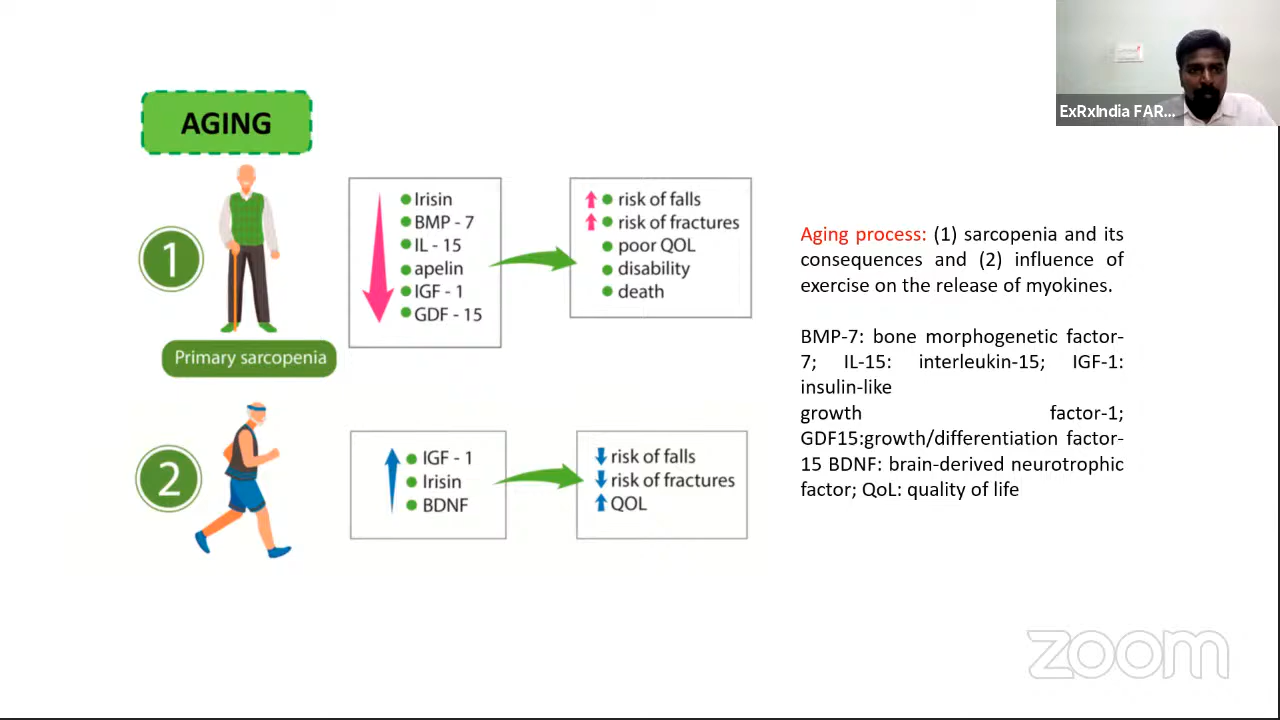 ExRxIndia FAR...
AGING
1
Irisin
BMP - 7
IL - 15
apelin
IGF - 1
GDF - 15
risk of falls
risk of fractures
poor QOL
disability
death
Primary sarcopenia
2
IGF - 1
Irisin
BDNF
risk of falls
risk of fractures
QOL
Aging process: (1) sarcopenia and its
consequences and (2) influence of
exercise on the release of myokines.
BMP-7: bone morphogenetic factor-
7; IL-15: interleukin-15; IGF-1:
insulin-like
growth factor-1;
GDF15:growth/differentiation factor-
15 BDNF: brain-derived neurotrophic
factor; QoL: quality of life
zoom